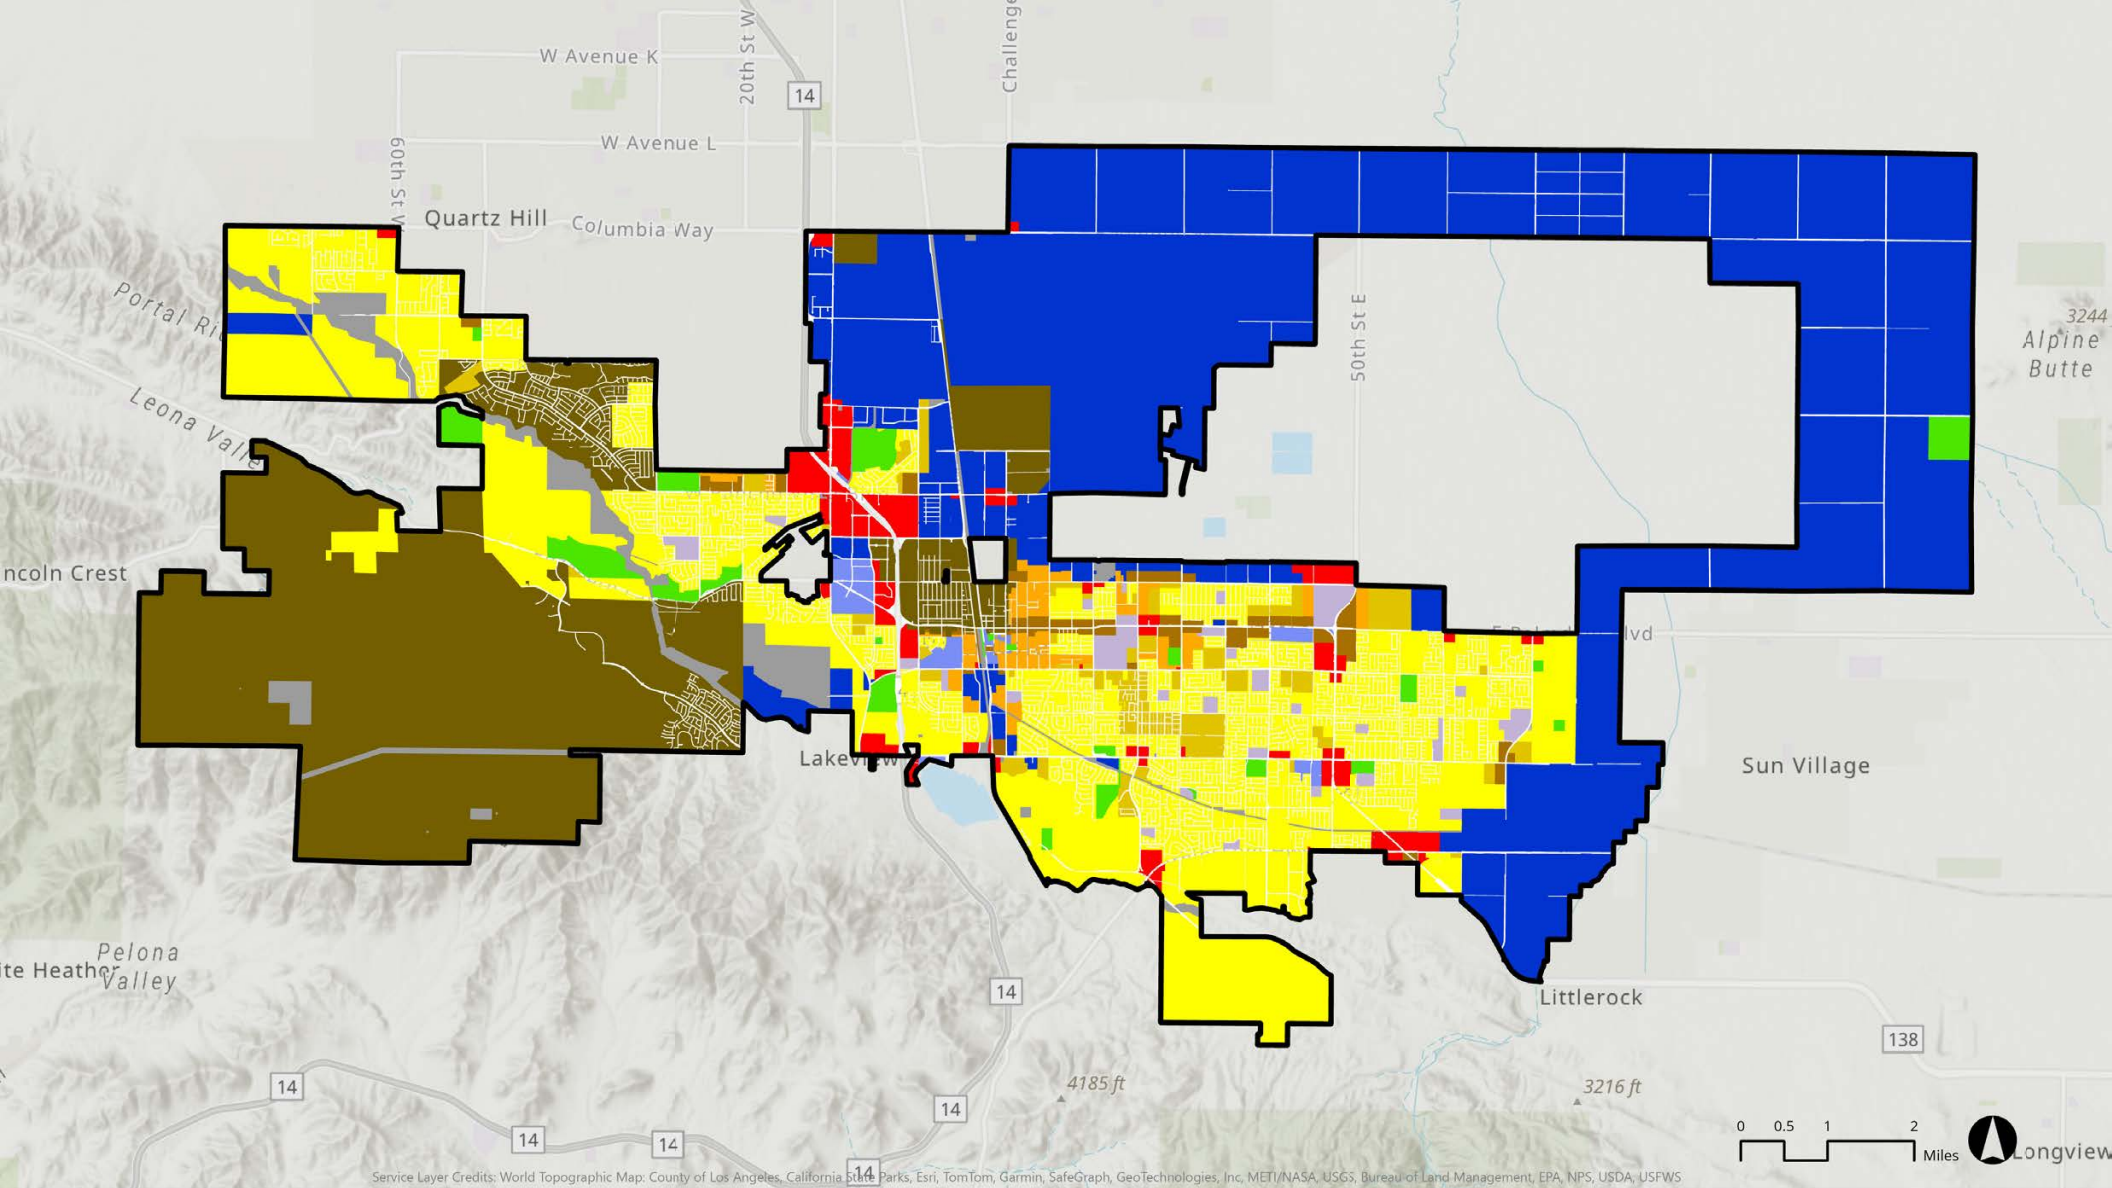 W Avenue K
20th St W
Challenge
14
W Avenue L
60th St W
Quartz Hill
Columbia Way
Portal Ri
50th St E
3244
Alpine
Butte
Leona Valle
ncoln Crest
lvd
Lakeview
Sun Village
Pelona
Valley
ite Heather
14
Littlerock
138
14
4185 ft
3216 ft
14
14
14
14
0 0.5 1 2
Miles
Longview
Service Layer Credits: World Topographic Map: County of Los Angeles, California State Parks, Esri, TomTom, Garmin, SafeGraph, GeoTechnologies, Inc, METI/NASA, USGS, Bureau of Land Management, EPA, NPS, USDA, USFWS